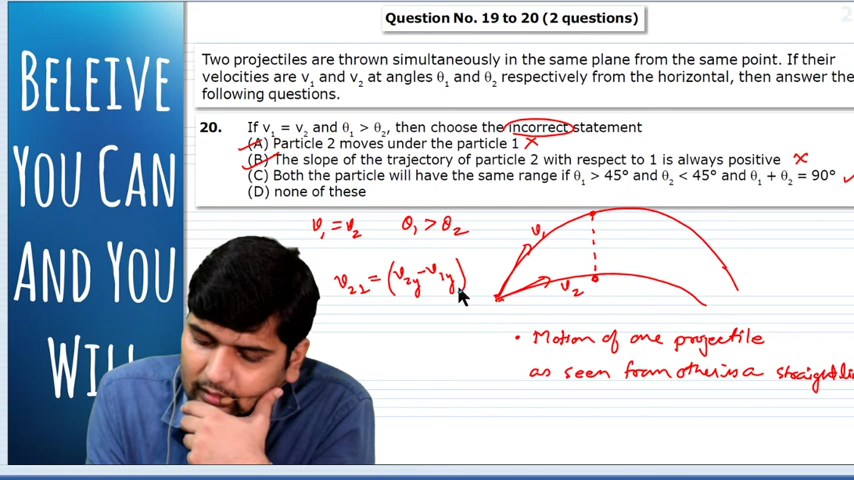 Question No. 19 to 20 (2 questions)
BELEIVE
YOU CAN
AND YOU
WILL
Two projectiles are thrown simultaneously in the same plane from the same point. If their
velocities are v₁ and v₂ at angles θ₁ and θ₂ respectively from the horizontal, then answer the
following questions.
20. If v₁ = v₂ and θ₁ > θ₂, then choose the incorrect statement
(A) Particle 2 moves under the particle 1 ×
(B) The slope of the trajectory of particle 2 with respect to 1 is always positive ×
(C) Both the particle will have the same range if θ₁ > 45° and θ₂ < 45° and θ₁ + θ₂ = 90° ✓
(D) none of these
v₁ = v₂ θ₁ > θ₂
v₁
v₂₁ = (v₂y - v₁y)
v₂
• Motion of one projectile
as seen from other is a straight